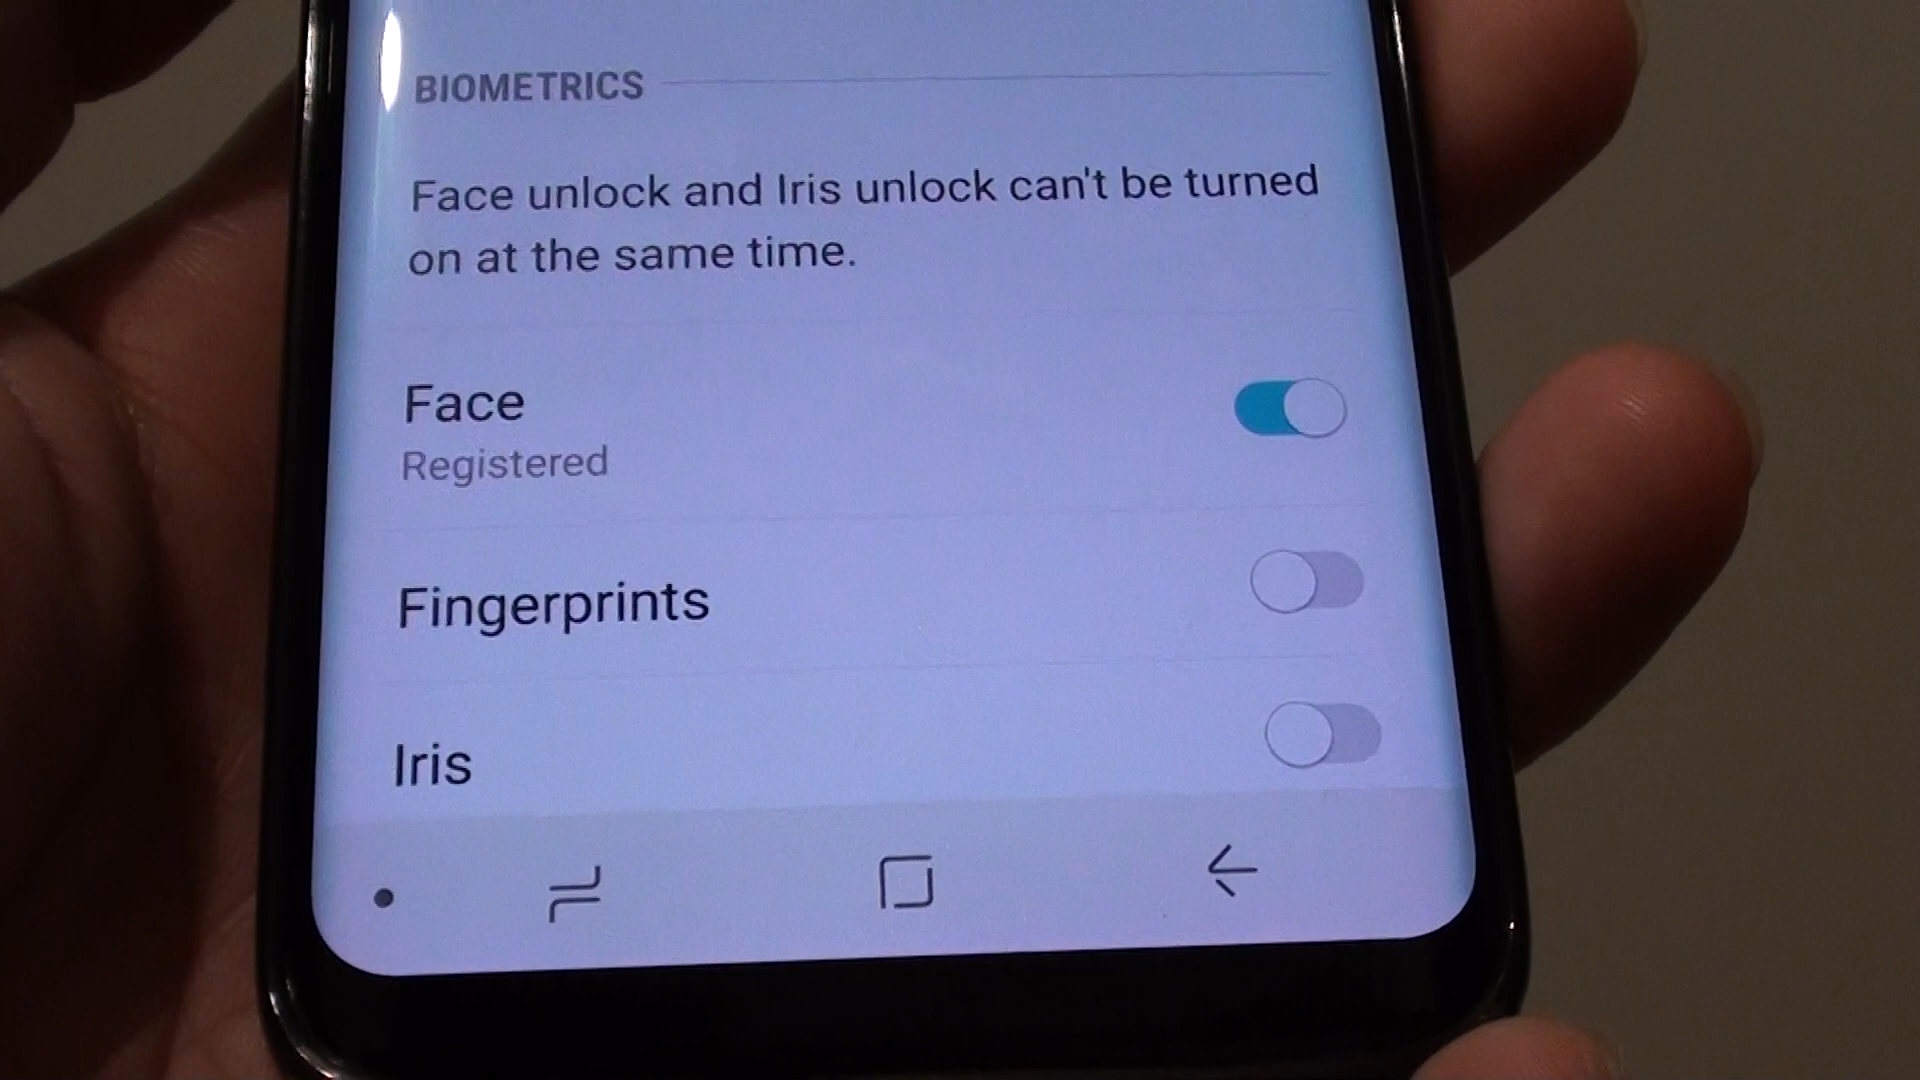 BIOMETRICS
Face unlock and Iris unlock can't be turned
on at the same time.
Face
Registered
Fingerprints
Iris